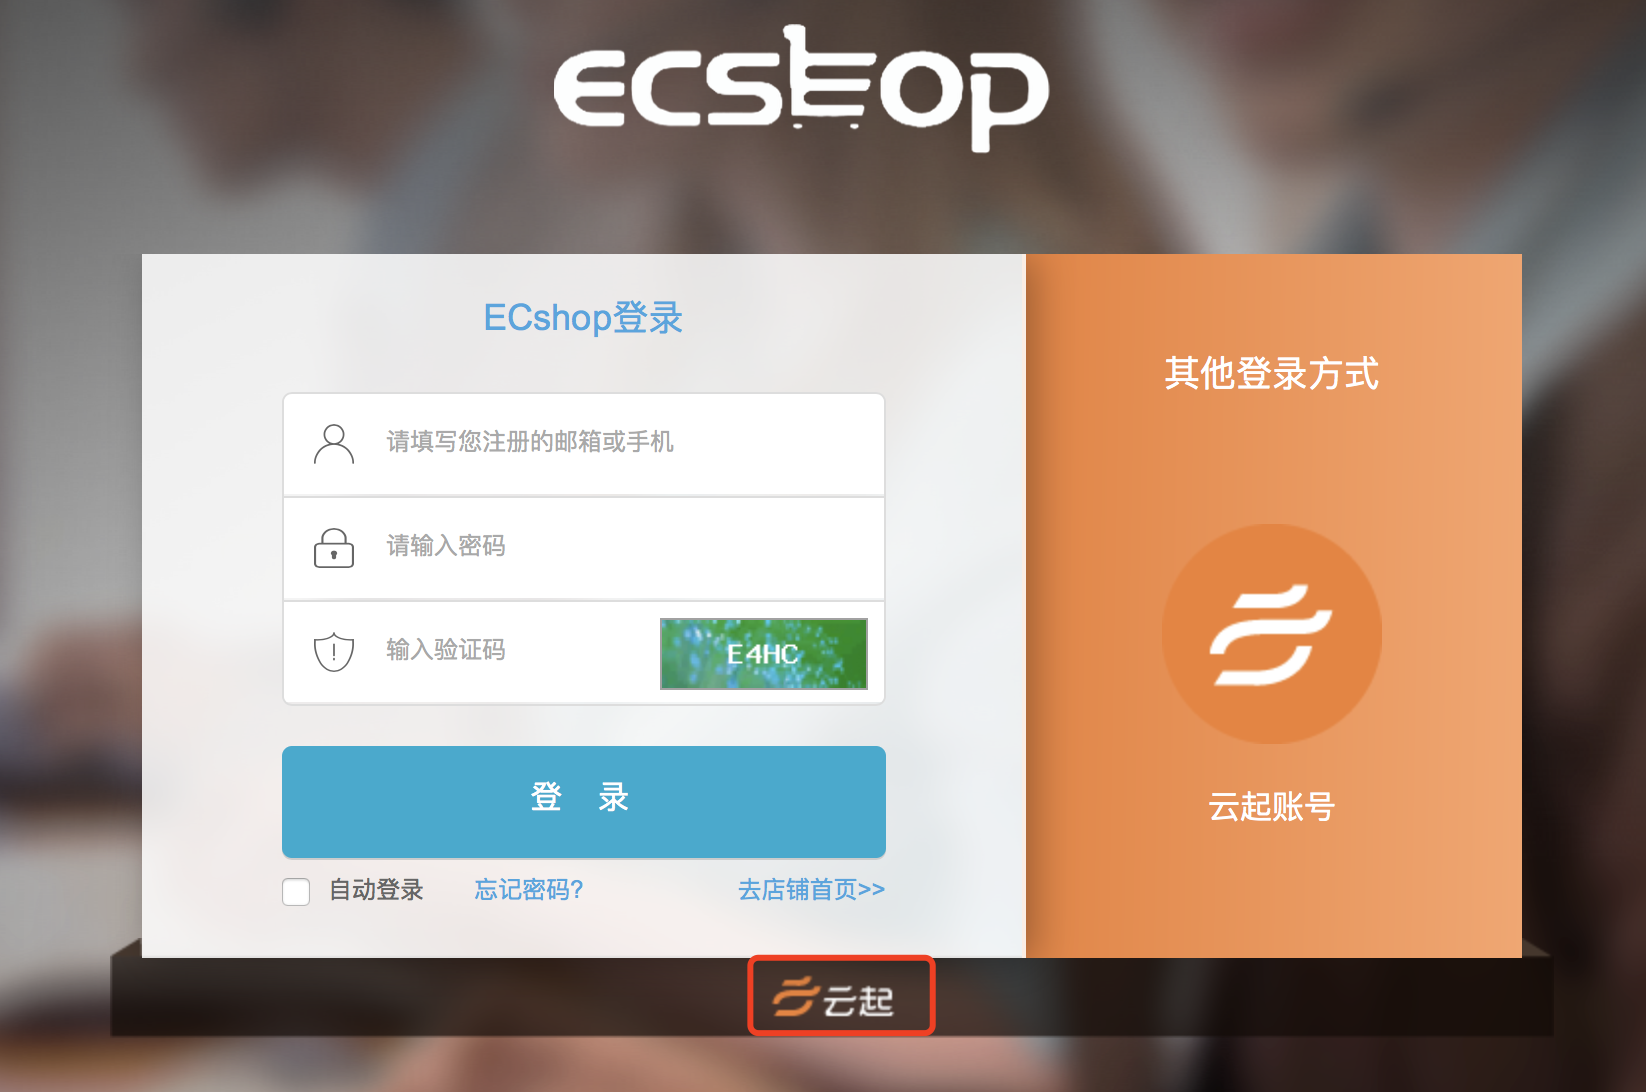 ecshop
ECshop登录
请填写您注册的邮箱或手机
请输入密码
输入验证码
E4HC
登 录
自动登录 忘记密码? 去店铺首页>>
其他登录方式
云起账号
云起